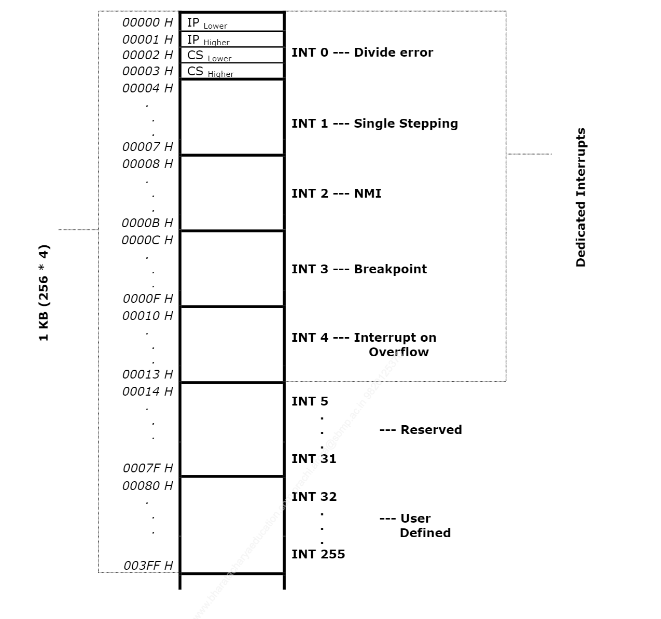 00000 H IP Lower
00001 H IP Higher
00002 H CS Lower
00003 H CS Higher
INT 0 --- Divide error
00004 H
.
.
.
00007 H
INT 1 --- Single Stepping
00008 H
.
.
.
0000B H
INT 2 --- NMI
0000C H
.
.
.
0000F H
INT 3 --- Breakpoint
00010 H
.
.
.
00013 H
INT 4 --- Interrupt on
Overflow
00014 H
.
.
.
0007F H
INT 5
.
.
.
INT 31
--- Reserved
00080 H
.
.
.
003FF H
INT 32
.
.
.
INT 255
--- User
Defined
1 KB (256 * 4)
Dedicated Interrupts